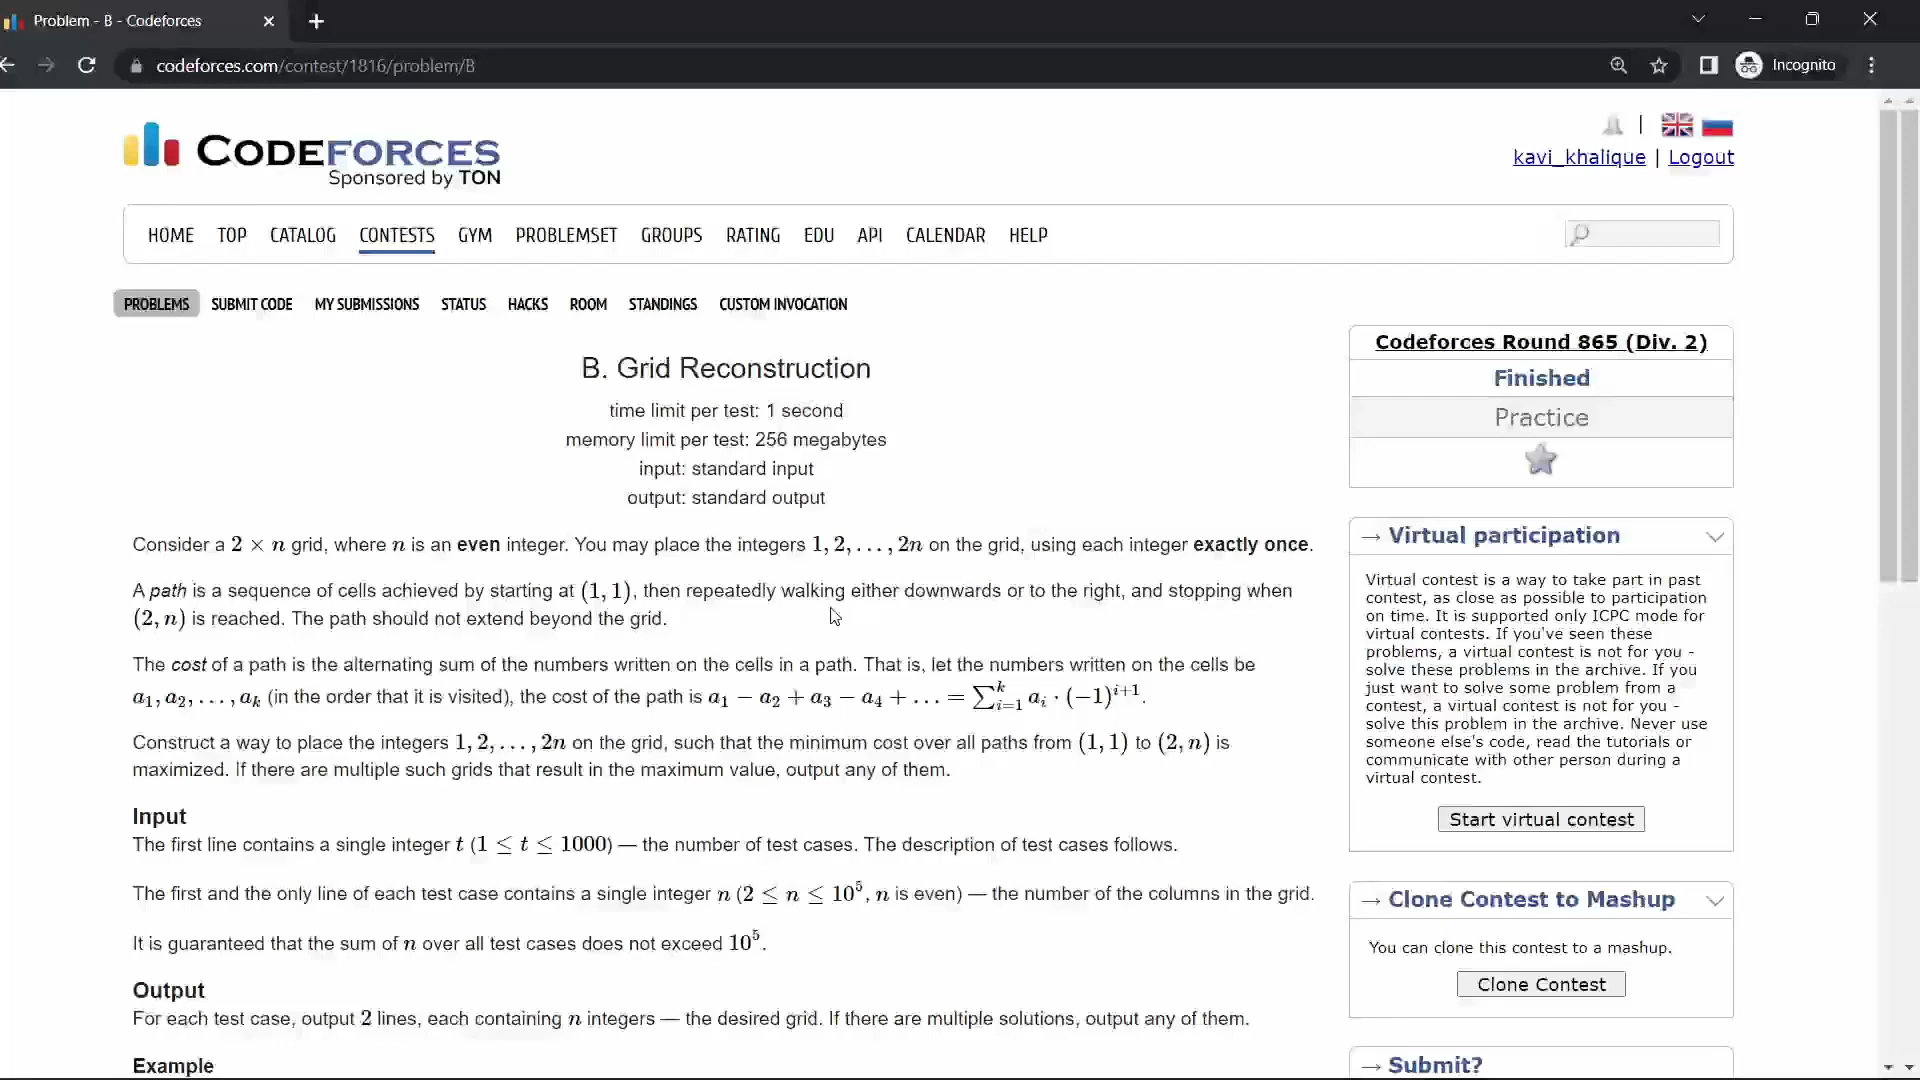 Problem - B - Codeforces
codeforces.com/contest/1816/problem/B
Incognito
CODEFORCES
Sponsored by TON
|
kavi_khalique | Logout
HOME TOP CATALOG CONTESTS GYM PROBLEMSET GROUPS RATING EDU API CALENDAR HELP
PROBLEMS SUBMIT CODE MY SUBMISSIONS STATUS HACKS ROOM STANDINGS CUSTOM INVOCATION
B. Grid Reconstruction
time limit per test: 1 second
memory limit per test: 256 megabytes
input: standard input
output: standard output
Consider a 2 × n grid, where n is an even integer. You may place the integers 1, 2, . . . , 2n on the grid, using each integer exactly once.
A path is a sequence of cells achieved by starting at (1, 1), then repeatedly walking either downwards or to the right, and stopping when
(2, n) is reached. The path should not extend beyond the grid.
The cost of a path is the alternating sum of the numbers written on the cells in a path. That is, let the numbers written on the cells be
a₁, a₂, . . . , aₖ (in the order that it is visited), the cost of the path is a₁ − a₂ + a₃ − a₄ + . . . = ∑ᵏᵢ₌₁ aᵢ · (−1)ⁱ⁺¹.
Construct a way to place the integers 1, 2, . . . , 2n on the grid, such that the minimum cost over all paths from (1, 1) to (2, n) is
maximized. If there are multiple such grids that result in the maximum value, output any of them.
Input
The first line contains a single integer t (1 ≤ t ≤ 1000) — the number of test cases. The description of test cases follows.
The first and the only line of each test case contains a single integer n (2 ≤ n ≤ 10⁵, n is even) — the number of the columns in the grid.
It is guaranteed that the sum of n over all test cases does not exceed 10⁵.
Output
For each test case, output 2 lines, each containing n integers — the desired grid. If there are multiple solutions, output any of them.
Example
Codeforces Round 865 (Div. 2)
Finished
Practice
→ Virtual participation
Virtual contest is a way to take part in past
contest, as close as possible to participation
on time. It is supported only ICPC mode for
virtual contests. If you've seen these
problems, a virtual contest is not for you -
solve these problems in the archive. If you
just want to solve some problem from a
contest, a virtual contest is not for you -
solve this problem in the archive. Never use
someone else's code, read the tutorials or
communicate with other person during a
virtual contest.
Start virtual contest
→ Clone Contest to Mashup
You can clone this contest to a mashup.
Clone Contest
→ Submit?